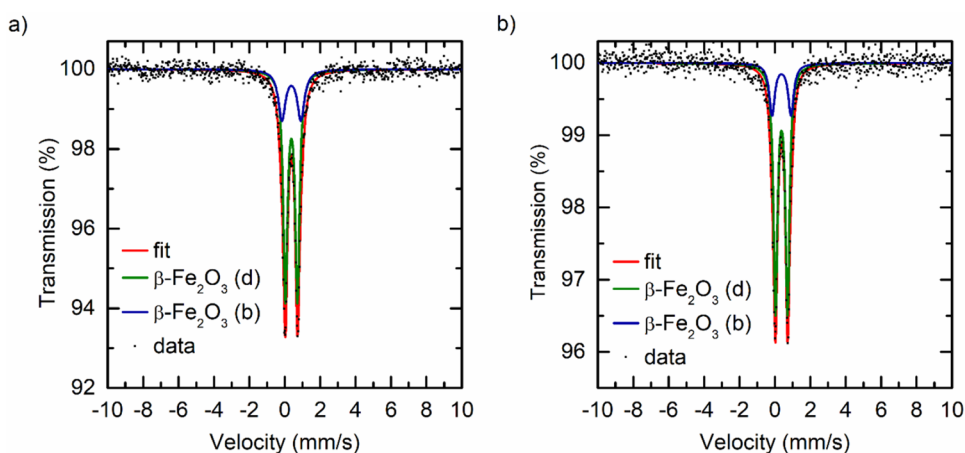 a)
100
98
96
94
92
Transmission (%)
fit
β-Fe₂O₃ (d)
β-Fe₂O₃ (b)
data
-10 -8 -6 -4 -2 0 2 4 6 8 10
Velocity (mm/s)
b)
100
99
98
97
96
Transmission (%)
fit
β-Fe₂O₃ (d)
β-Fe₂O₃ (b)
data
-10 -8 -6 -4 -2 0 2 4 6 8 10
Velocity (mm/s)